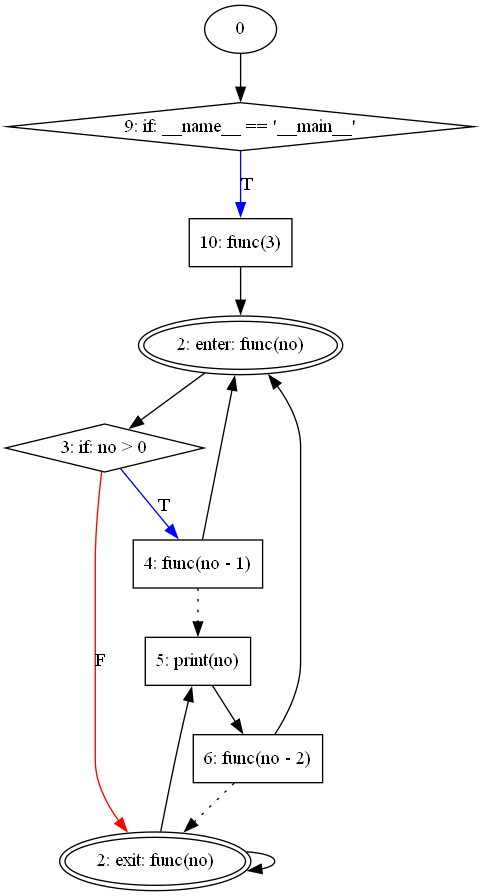 0
9: if: __name__ == '__main__'
T
10: func(3)
2: enter: func(no)
3: if: no > 0
T
4: func(no - 1)
F
5: print(no)
6: func(no - 2)
2: exit: func(no)